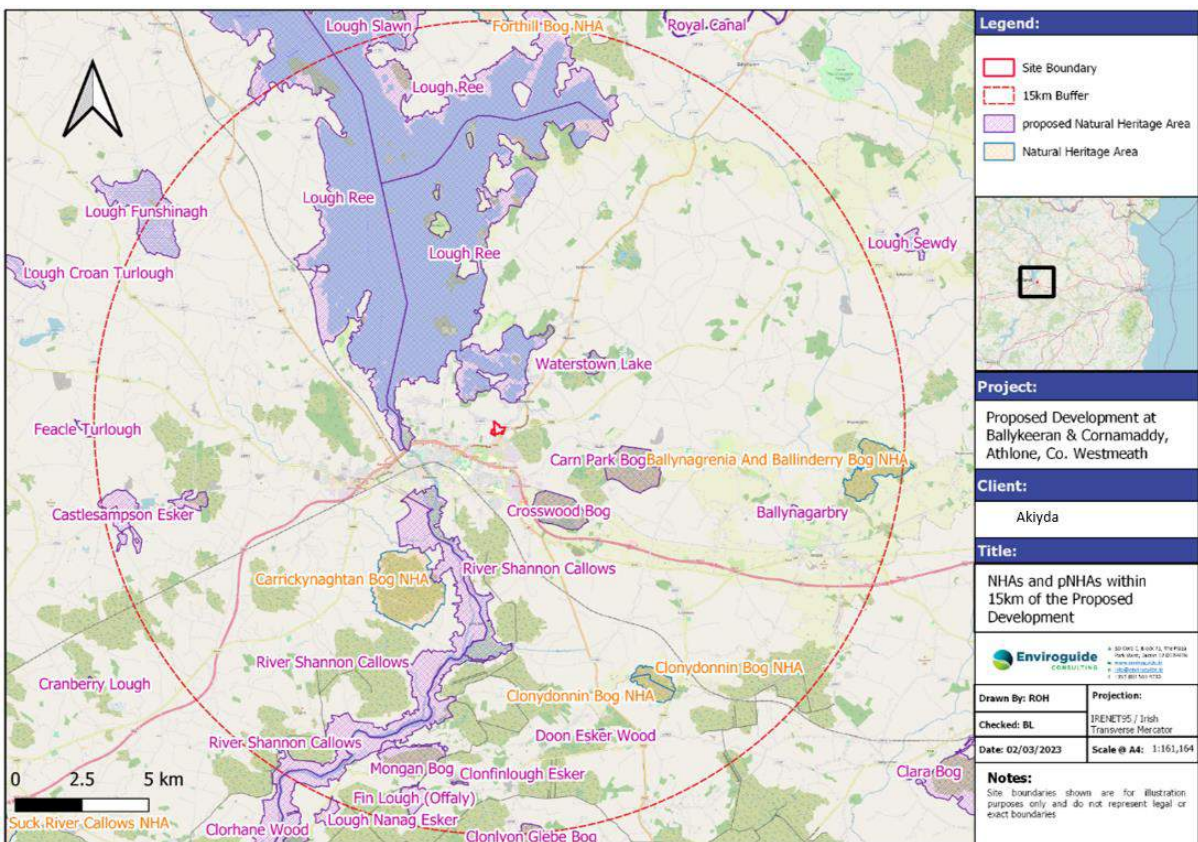 Lough Slawn
Forthill Bog NHA
Royal Canal
Lough Ree
Lough Funshinagh
Lough Ree
Lough Croan Turlough
Lough Ree
Lough Sewdy
Waterstown Lake
Feacle Turlough
Carn Park Bog
Ballynagrenia And Ballinderry Bog NHA
Castlesampson Esker
Crosswood Bog
Ballynagarbry
River Shannon Callows
Carrickynaghtan Bog NHA
River Shannon Callows
Clonydonnin Bog NHA
Cranberry Lough
Clonydonnin Bog NHA
Doon Esker Wood
River Shannon Callows
Mongan Bog
Clonfinlough Esker
Clara Bog
0 2.5 5 km
Fin Lough (Offaly)
Suck River Callows NHA
Lough Nanag Esker
Clorhane Wood
Clonlyon Glebe Bog
Legend:
Site Boundary
15km Buffer
proposed Natural Heritage Area
Natural Heritage Area
Project:
Proposed Development at
Ballykeeran & Cornamaddy,
Athlone, Co. Westmeath
Client:
Akiyda
Title:
NHAs and pNHAs within
15km of the Proposed
Development
Enviroguide
CONSULTING
Drawn By: ROH
Projection:
IRENET95 / Irish
Transverse Mercator
Checked: BL
Date: 02/03/2023
Scale @ A4: 1:161,164
Notes:
Site boundaries shown are for illustration
purposes only and do not represent legal or
exact boundaries